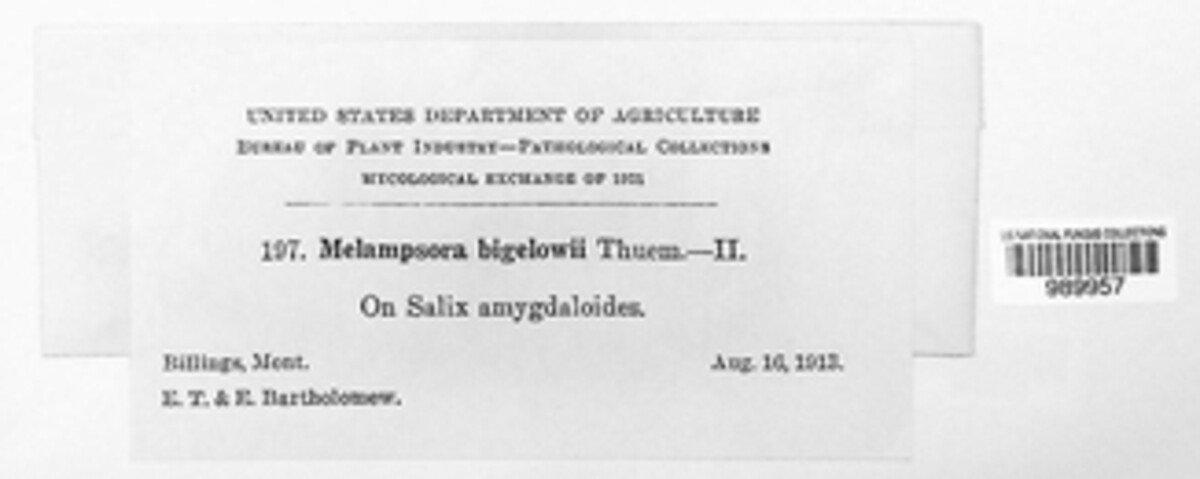 UNITED STATES DEPARTMENT OF AGRICULTURE
BUREAU OF PLANT INDUSTRY—PATHOLOGICAL COLLECTIONS
MYCOLOGICAL EXCHANGE OF
197. Melampsora bigelowii Thuem.—II.
On Salix amygdaloides.
Billings, Mont.
Aug. 16, 1913.
E. T. & E. Bartholomew.
US NATIONAL FUNGUS COLLECTIONS
989957